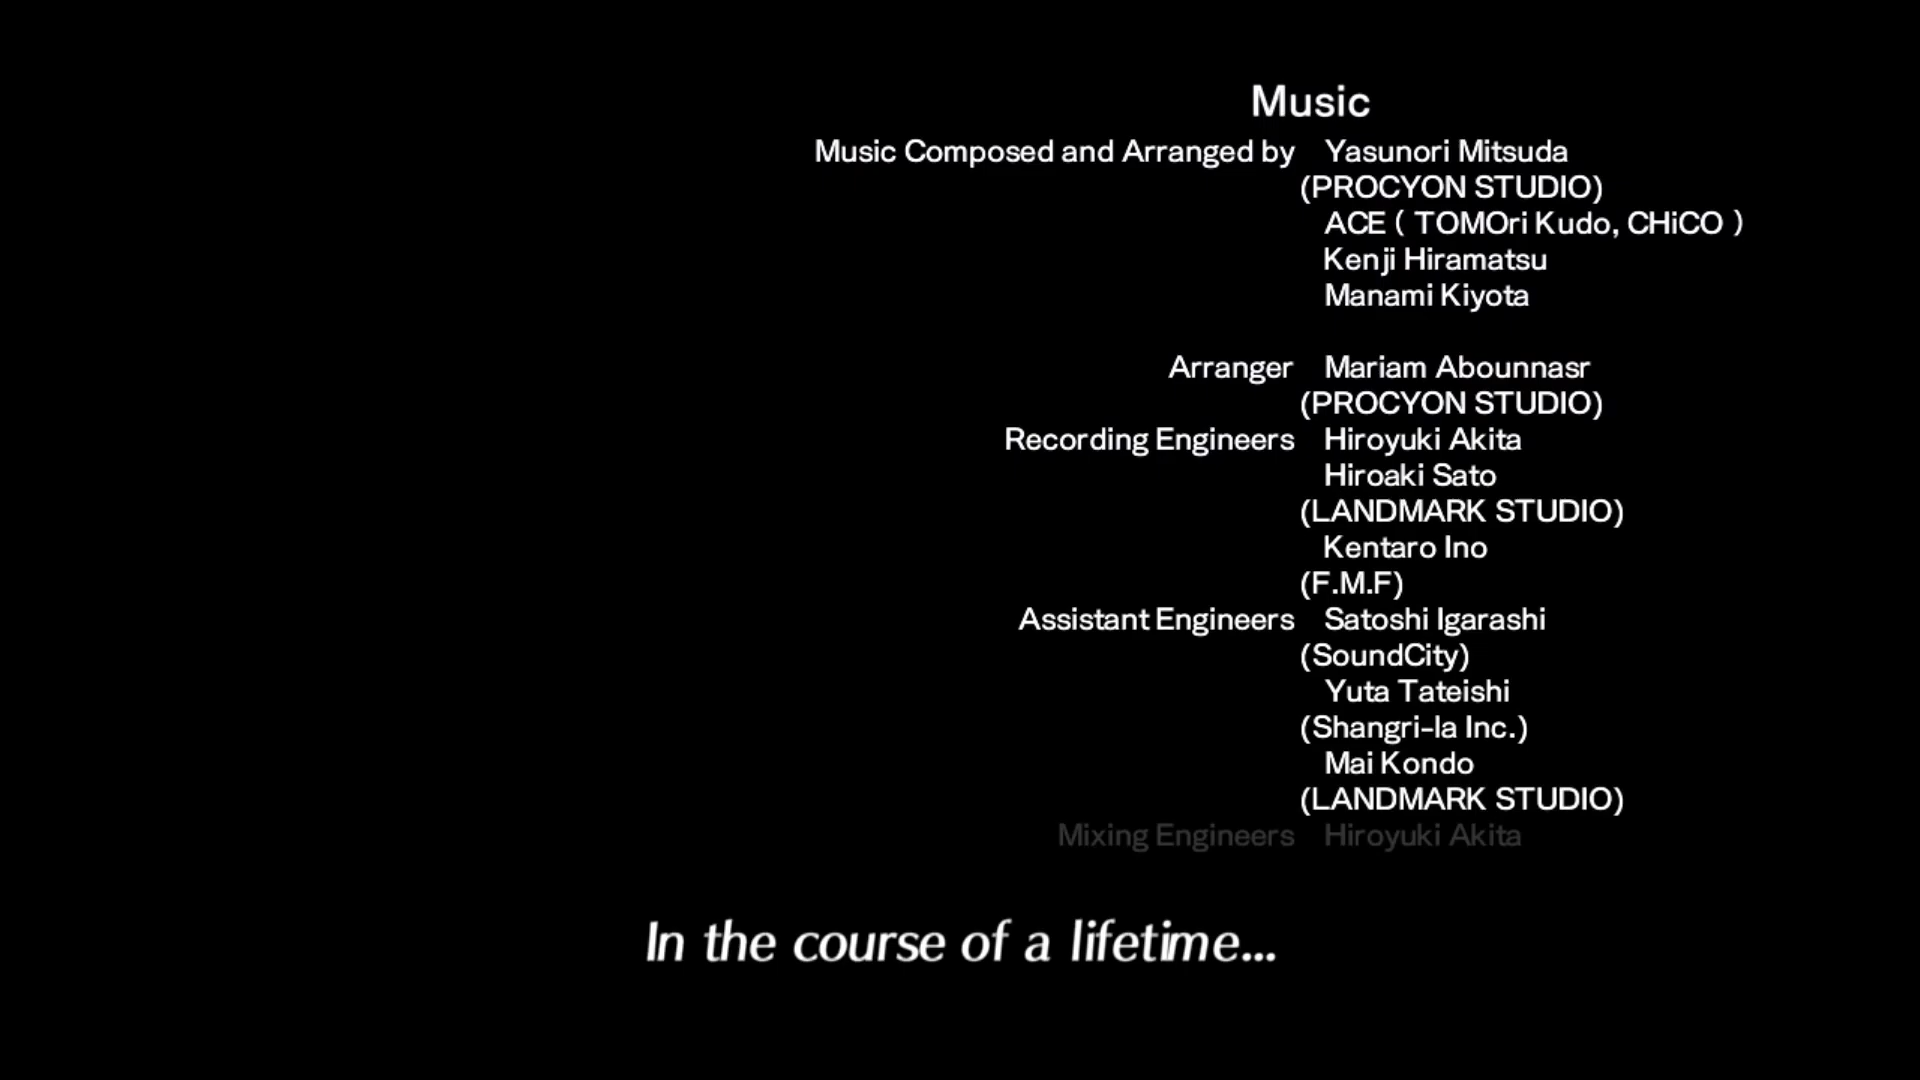 Music
Music Composed and Arranged by Yasunori Mitsuda
(PROCYON STUDIO)
ACE ( TOMOri Kudo, CHiCO )
Kenji Hiramatsu
Manami Kiyota
Arranger Mariam Abounnasr
(PROCYON STUDIO)
Recording Engineers Hiroyuki Akita
Hiroaki Sato
(LANDMARK STUDIO)
Kentaro Ino
(F.M.F)
Assistant Engineers Satoshi Igarashi
(SoundCity)
Yuta Tateishi
(Shangri-la Inc.)
Mai Kondo
(LANDMARK STUDIO)
Mixing Engineers Hiroyuki Akita
In the course of a lifetime...